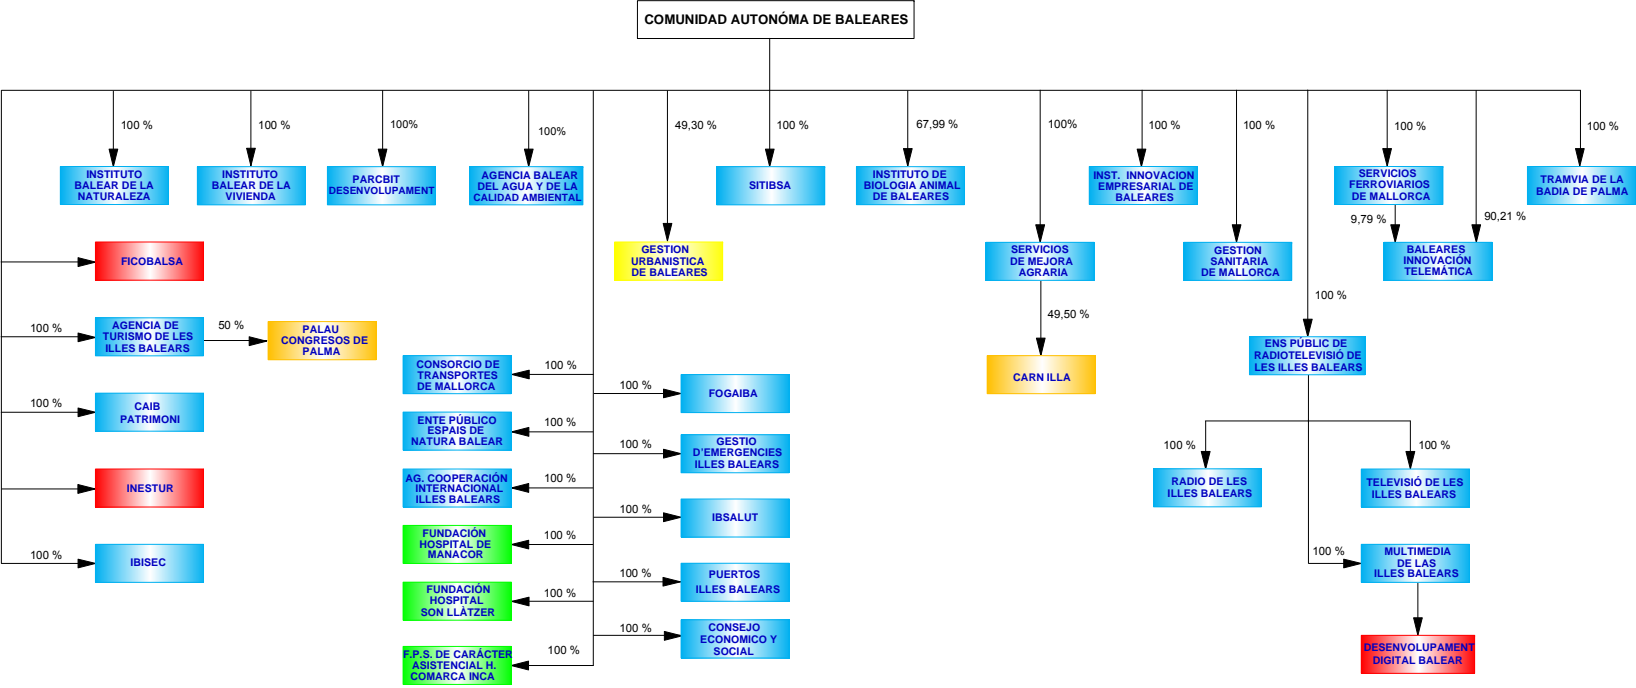 COMUNIDAD AUTONÓMA DE BALEARES
100 %
100 %
100%
100%
49,30 %
100 %
67,99 %
100%
100 %
100 %
100 %
100 %
INSTITUTO
BALEAR DE LA
NATURALEZA
INSTITUTO
BALEAR DE LA
VIVIENDA
PARCBIT
DESENVOLUPAMENT
AGENCIA BALEAR
DEL AGUA Y DE LA
CALIDAD AMBIENTAL
SITIBSA
INSTITUTO DE
BIOLOGIA ANIMAL
DE BALEARES
INST. INNOVACION
EMPRESARIAL DE
BALEARES
SERVICIOS
FERROVIARIOS
DE MALLORCA
TRAMVIA DE LA
BADIA DE PALMA
9,79 %
90,21 %
FICOBALSA
GESTION
URBANISTICA
DE BALEARES
SERVICIOS
DE MEJORA
AGRARIA
GESTION
SANITARIA
DE MALLORCA
BALEARES
INNOVACIÓN
TELEMÁTICA
100 %
49,50 %
100 %
AGENCIA DE
TURISMO DE LES
ILLES BALEARS
50 %
PALAU
CONGRESOS DE
PALMA
ENS PÚBLIC DE
RADIOTELEVISIÓ DE
LES ILLES BALEARS
CONSORCIO DE
TRANSPORTES
DE MALLORCA
100 %
CARN ILLA
100 %
FOGAIBA
100 %
CAIB
PATRIMONI
ENTE PÚBLICO
ESPAIS DE
NATURA BALEAR
100 %
100 %
GESTIO
D'EMERGENCIES
ILLES BALEARS
100 %
100 %
AG. COOPERACIÓN
INTERNACIONAL
ILLES BALEARS
100 %
INESTUR
RADIO DE LES
ILLES BALEARS
TELEVISIÓ DE LES
ILLES BALEARS
100 %
IBSALUT
FUNDACIÓN
HOSPITAL DE
MANACOR
100 %
100 %
IBISEC
100 %
MULTIMEDIA
DE LAS
ILLES BALEARS
100 %
PUERTOS
ILLES BALEARS
FUNDACIÓN
HOSPITAL
SON LLÀTZER
100 %
100 %
CONSEJO
ECONOMICO Y
SOCIAL
F.P.S. DE CARÁCTER
ASISTENCIAL H.
COMARCA INCA
100 %
DESENVOLUPAMENT
DIGITAL BALEAR